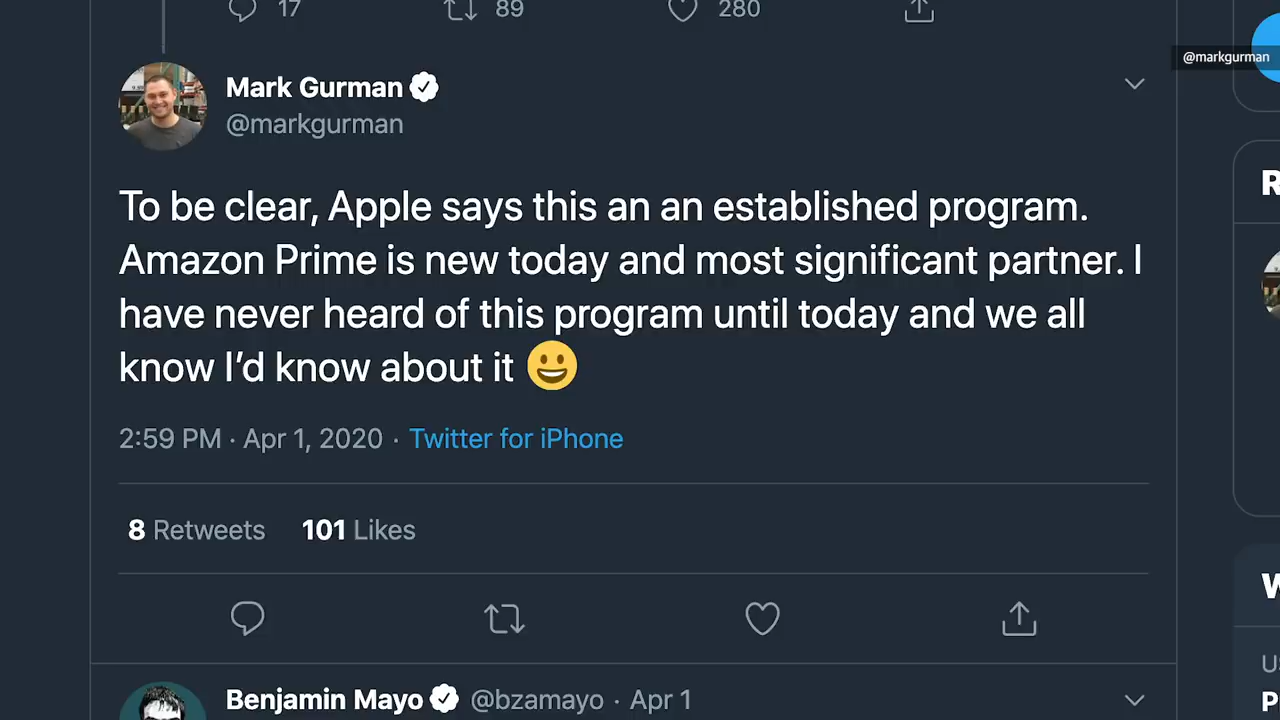 17 89 280
@markgurman
Mark Gurman
@markgurman
To be clear, Apple says this an an established program.
Amazon Prime is new today and most significant partner. I
have never heard of this program until today and we all
know I'd know about it 😀
2:59 PM · Apr 1, 2020 · Twitter for iPhone
8 Retweets 101 Likes
Benjamin Mayo @bzamayo · Apr 1